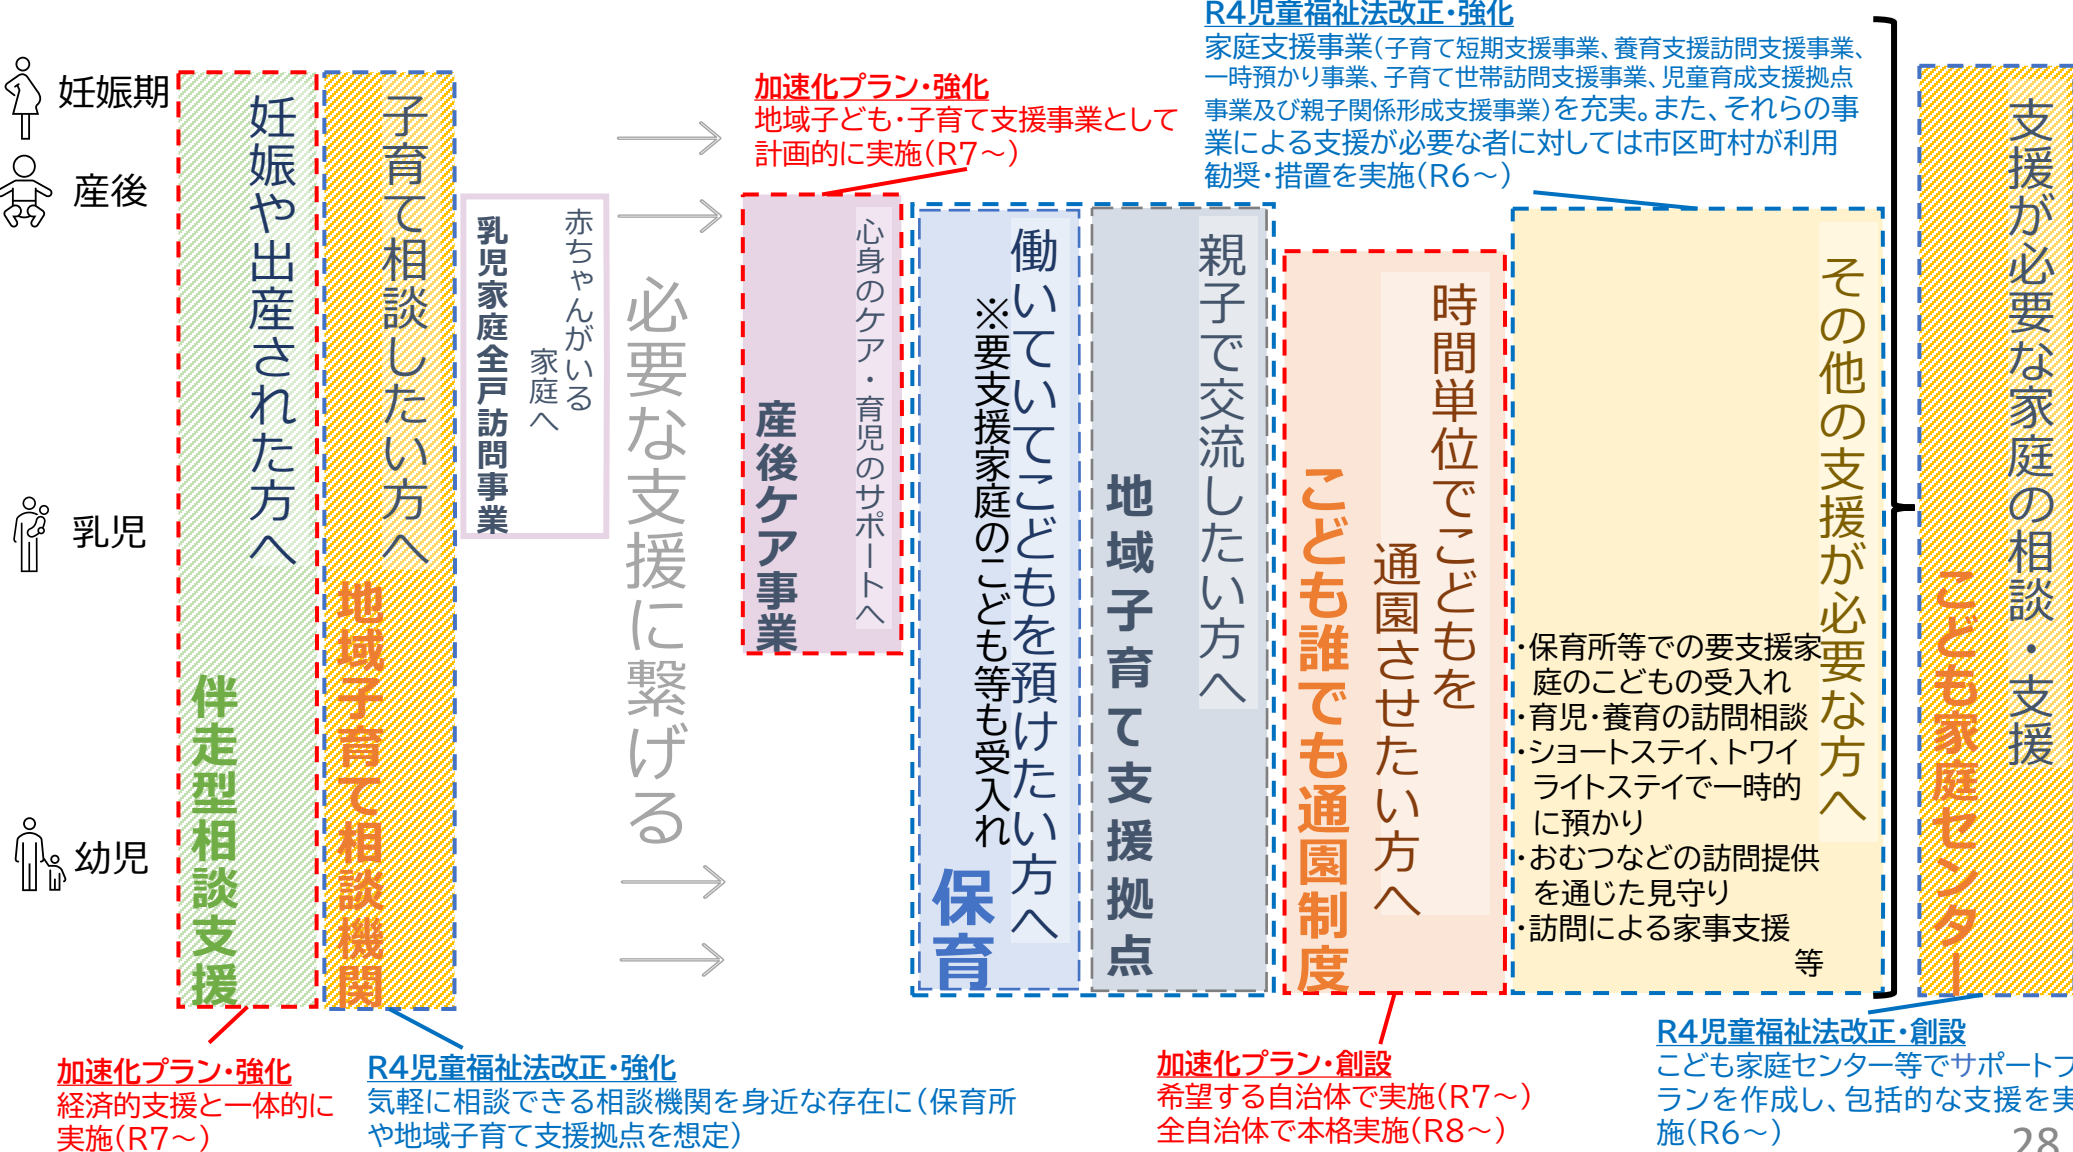 R4児童福祉法改正・強化
家庭支援事業(子育て短期支援事業、養育支援訪問支援事業、
一時預かり事業、子育て世帯訪問支援事業、児童育成支援拠点
事業及び親子関係形成支援事業)を充実。また、それらの事
業による支援が必要な者に対しては市区町村が利用
勧奨・措置を実施(R6～)
加速化プラン・強化
地域子ども・子育て支援事業として
計画的に実施(R7～)
妊娠期
産後
乳児
幼児
妊娠や出産された方へ
伴走型相談支援
子育て相談したい方へ
地域子育て相談機関
赤ちゃんがいる
家庭へ
乳児家庭全戸訪問事業
必要な支援に繋げる
心身のケア・育児のサポートへ
産後ケア事業
働いていてこどもを預けたい方へ
※要支援家庭のこども等も受入れ
保育
親子で交流したい方へ
地域子育て支援拠点
時間単位でこどもを
通園させたい方へ
こども誰でも通園制度
その他の支援が必要な方へ
・保育所等での要支援家
庭のこどもの受入れ
・育児・養育の訪問相談
・ショートステイ、トワイ
ライトステイで一時的
に預かり
・おむつなどの訪問提供
を通じた見守り
・訪問による家事支援
等
支援が必要な家庭の相談・支援
こども家庭センター
加速化プラン・強化
経済的支援と一体的に
実施(R7～)
R4児童福祉法改正・強化
気軽に相談できる相談機関を身近な存在に(保育所
や地域子育て支援拠点を想定)
加速化プラン・創設
希望する自治体で実施(R7～)
全自治体で本格実施(R8～)
R4児童福祉法改正・創設
こども家庭センター等でサポートプ
ランを作成し、包括的な支援を実
施(R6～)
28